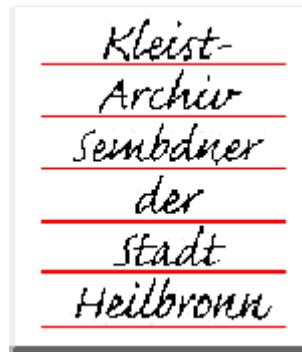 Kleist-
Archiv
Sembdner
der
Stadt
Heilbronn